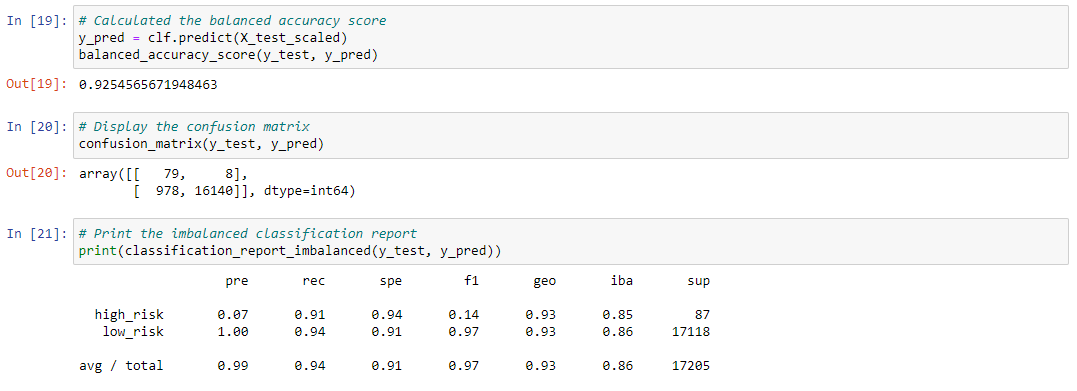 In [19]: # Calculated the balanced accuracy score
y_pred = clf.predict(X_test_scaled)
balanced_accuracy_score(y_test, y_pred)
Out[19]: 0.9254565671948463
In [20]: # Display the confusion matrix
confusion_matrix(y_test, y_pred)
Out[20]: array([[   79,     8],
       [  978, 16140]], dtype=int64)
In [21]: # Print the imbalanced classification report
print(classification_report_imbalanced(y_test, y_pred))
pre rec spe f1 geo iba sup
high_risk 0.07 0.91 0.94 0.14 0.93 0.85 87
low_risk 1.00 0.94 0.91 0.97 0.93 0.86 17118
avg / total 0.99 0.94 0.91 0.97 0.93 0.86 17205